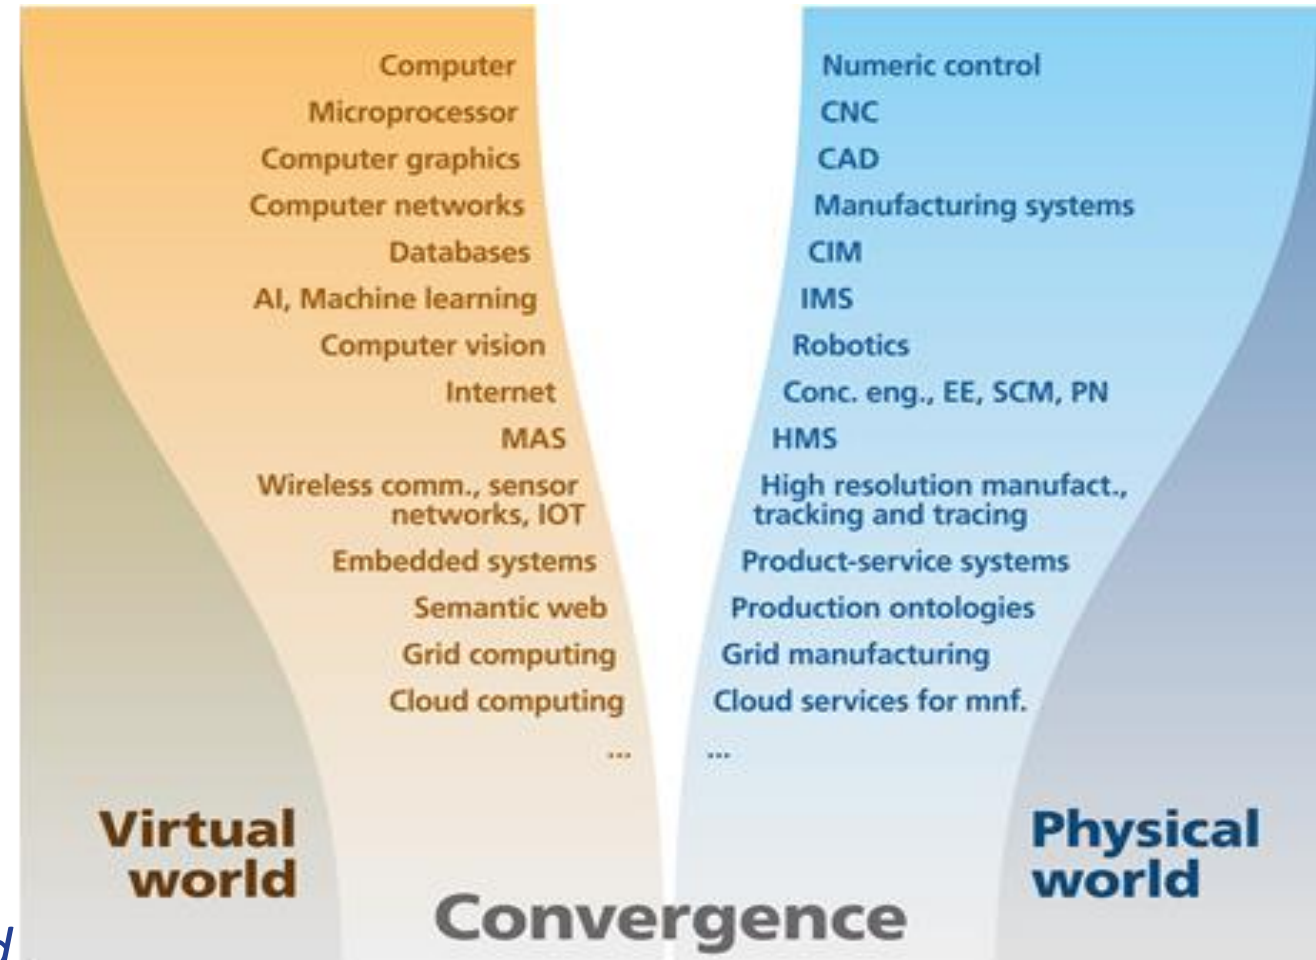 Computer
Microprocessor
Computer graphics
Computer networks
Databases
AI, Machine learning
Computer vision
Internet
MAS
Wireless comm., sensor
networks, IOT
Embedded systems
Semantic web
Grid computing
Cloud computing
...
Numeric control
CNC
CAD
Manufacturing systems
CIM
IMS
Robotics
Conc. eng., EE, SCM, PN
HMS
High resolution manufact.,
tracking and tracing
Product-service systems
Production ontologies
Grid manufacturing
Cloud services for mnf.
...
Virtual
world
Physical
world
Convergence